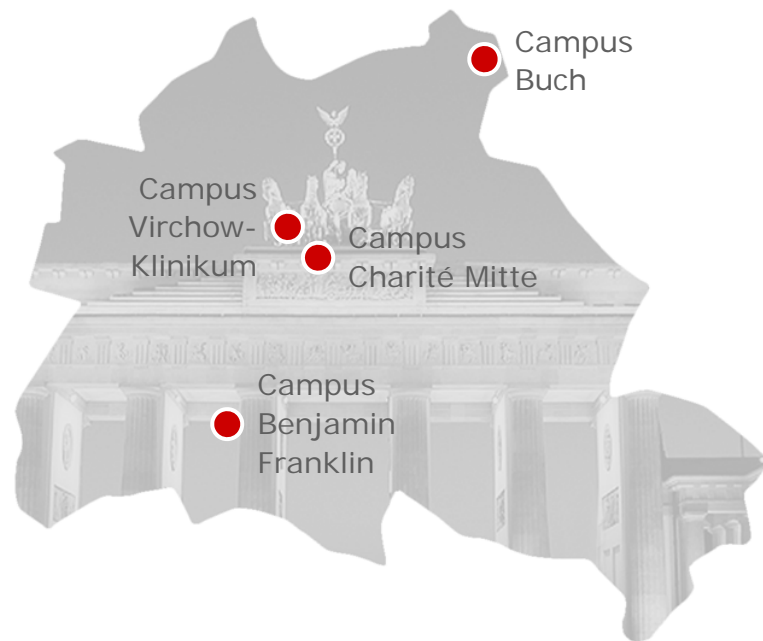 Campus
Buch
Campus
Virchow-
Klinikum
Campus
Charité Mitte
Campus
Benjamin
Franklin